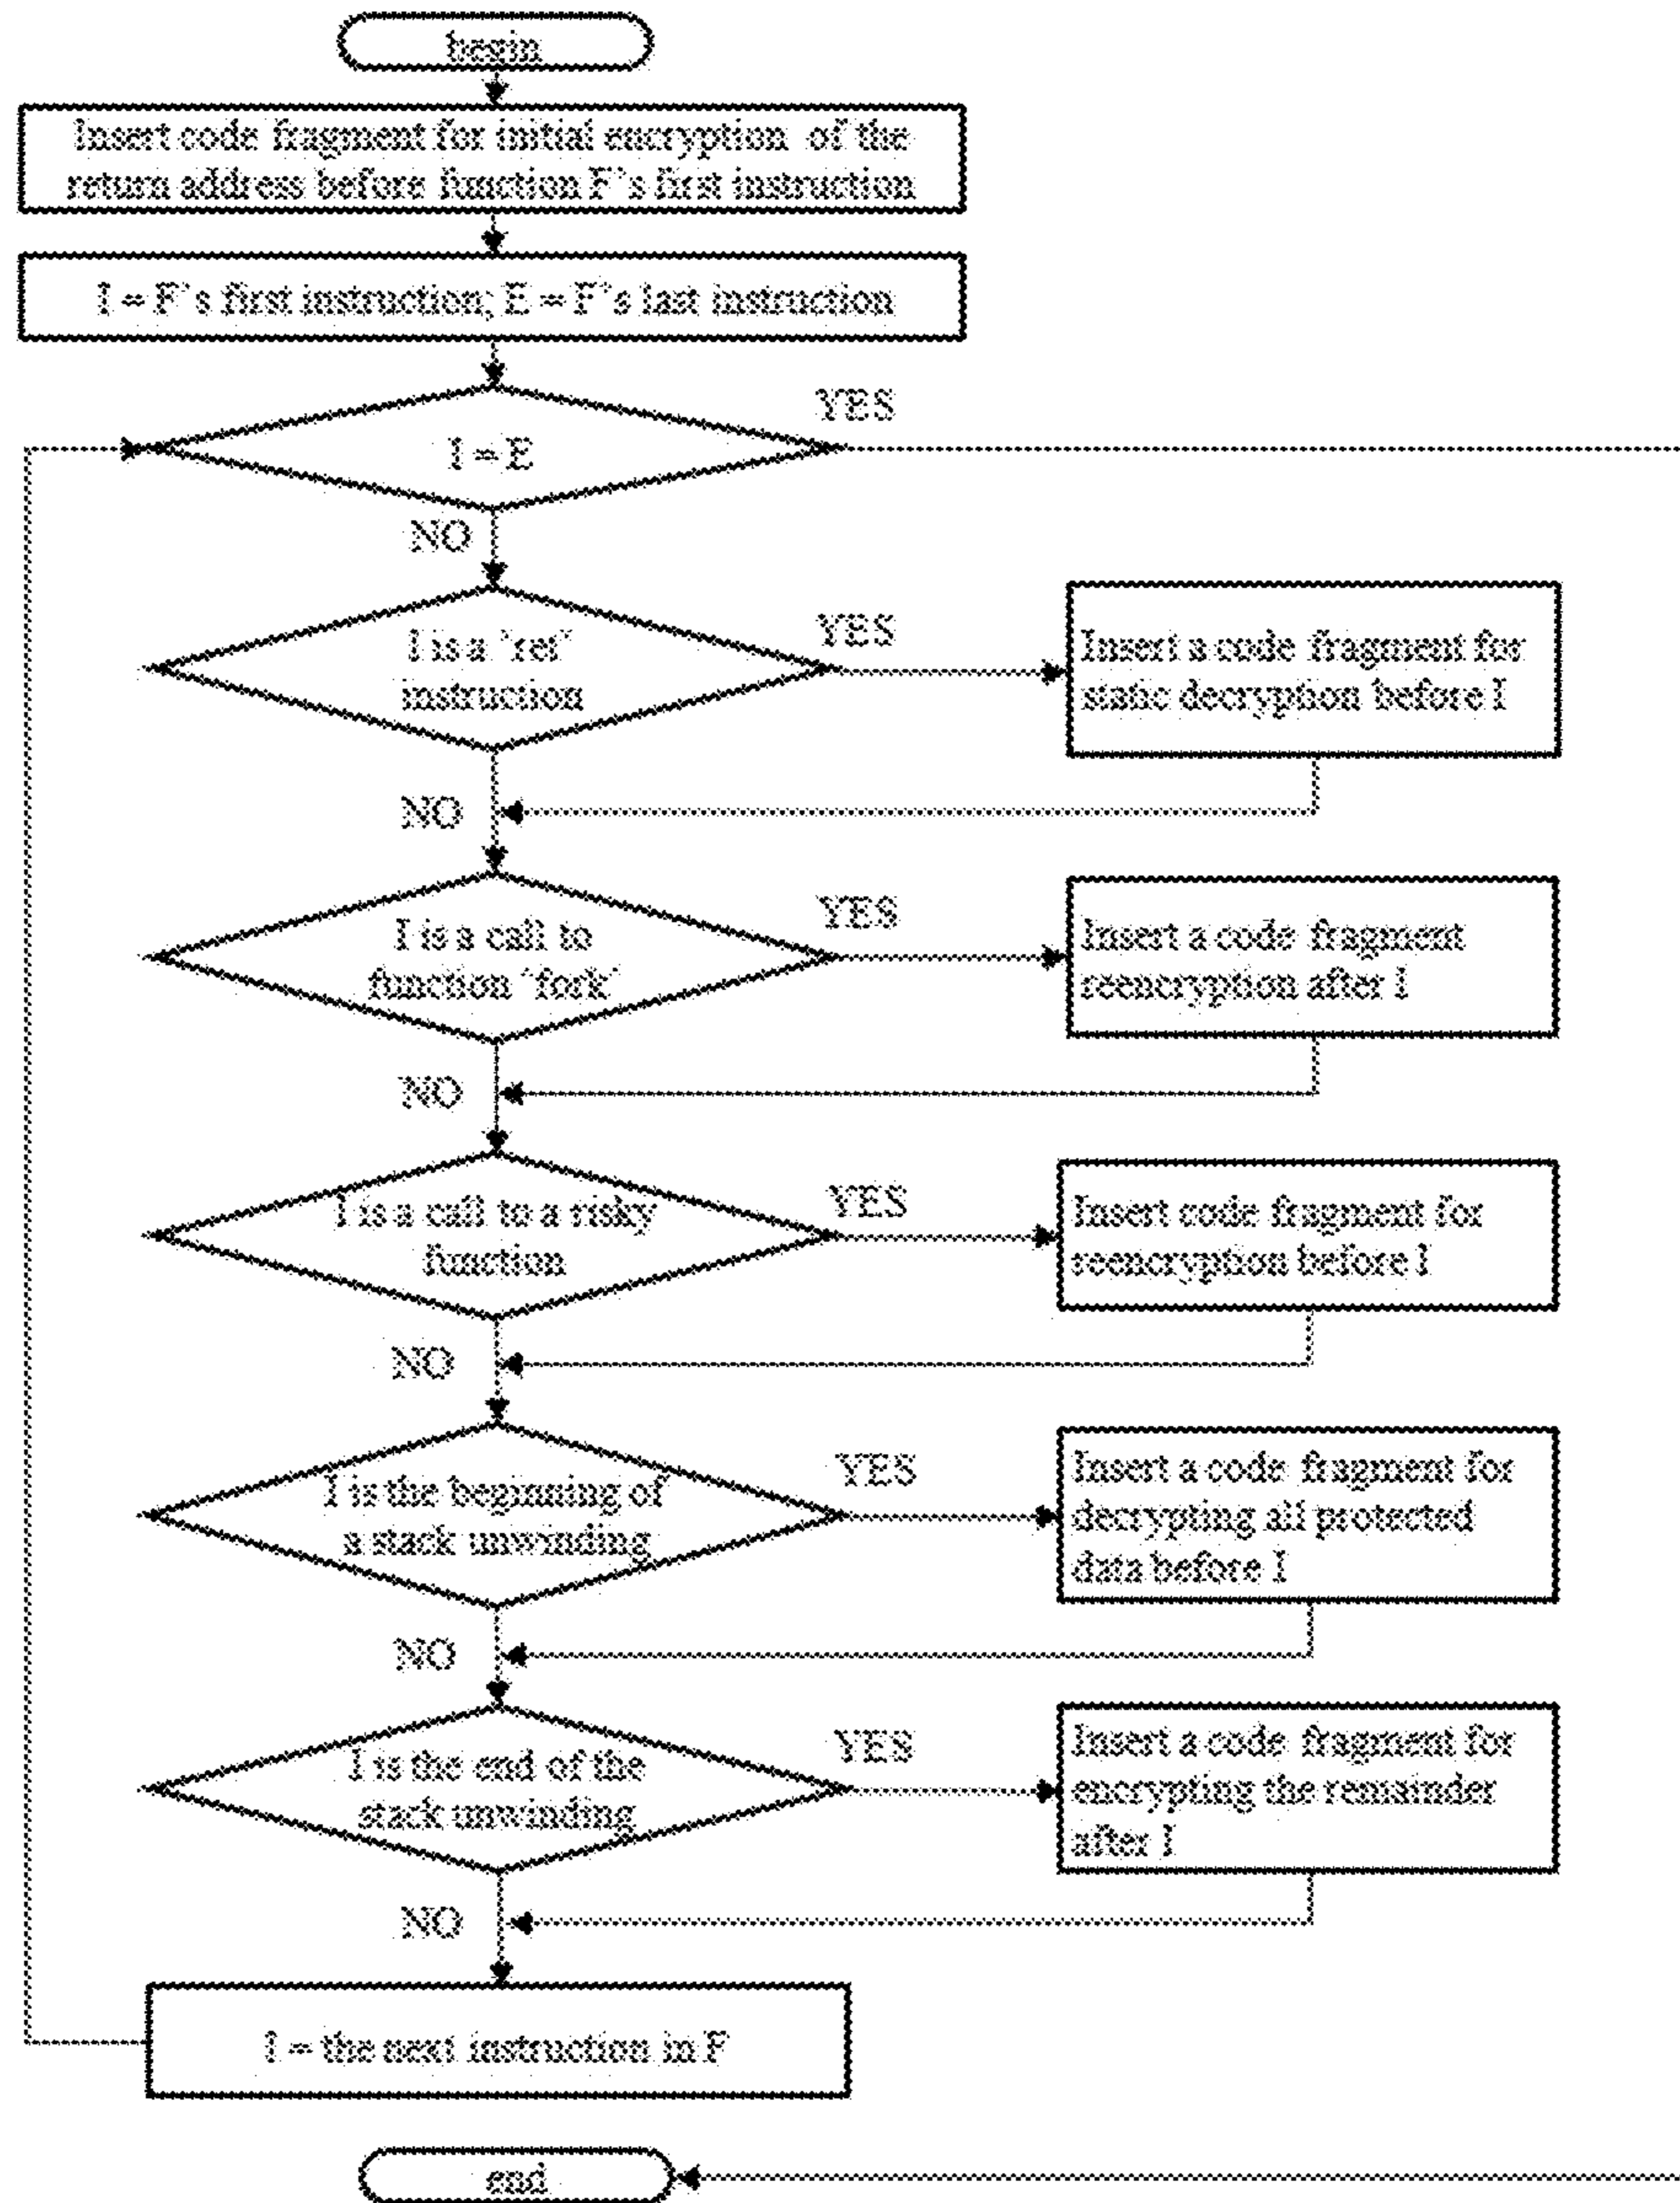 begin
Insert code fragment for initial encryption of the
return address before function F's first instruction
I = F's first instruction; E = F's last instruction
I = E
YES
NO
I is a 'ret'
instruction
YES
Insert a code fragment for
static decryption before I
NO
I is a call to
function 'fork'
YES
Insert a code fragment
reencryption after I
NO
I is a call to a risky
function
YES
Insert code fragment for
reencryption before I
NO
I is the beginning of
a stack unwinding
YES
Insert a code fragment for
decrypting all protected
data before I
NO
I is the end of the
stack unwinding
YES
Insert a code fragment for
encrypting the remainder
after I
NO
I = the next instruction in F
end